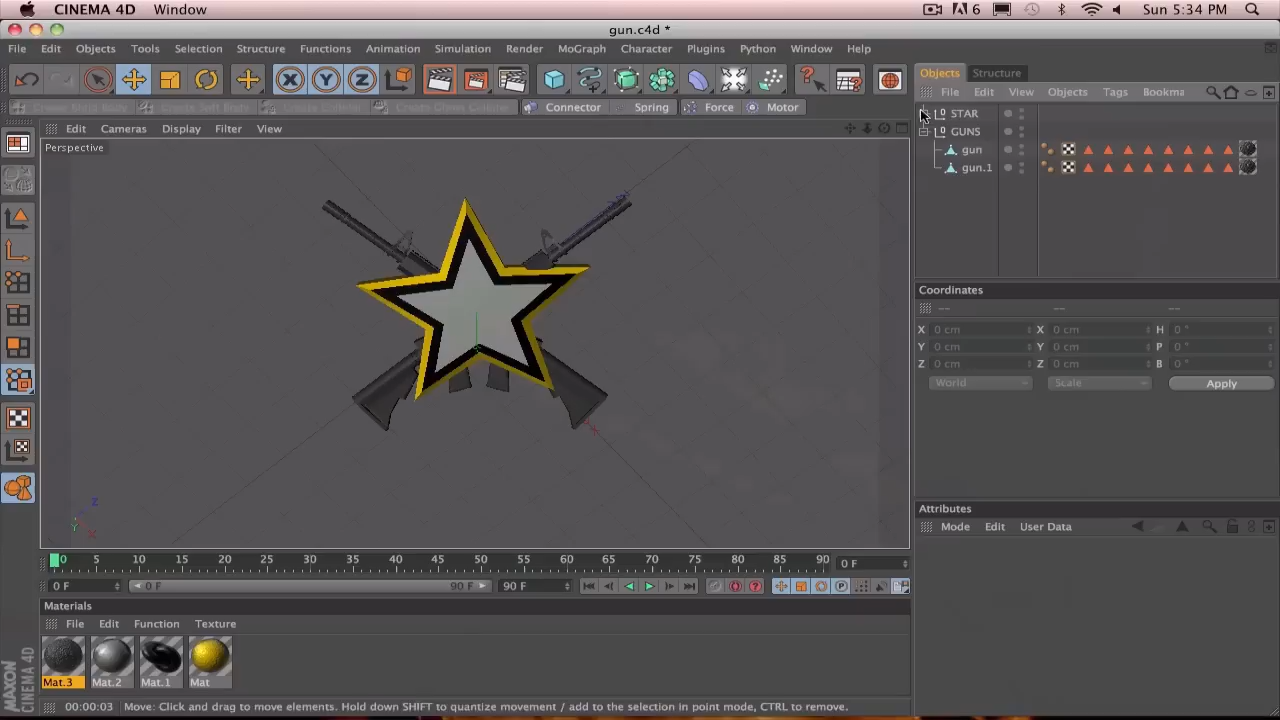 CINEMA 4D Window 6 Sun 5:34 PM
gun.c4d *
File Edit Objects Tools Selection Structure Functions Animation Simulation Render MoGraph Character Plugins Python Window Help
Connector Spring Force Motor
Edit Cameras Display Filter View
Perspective
Z
Y X
0 5 10 15 20 25 30 35 40 45 50 55 60 65 70 75 80 85 90 0 F
0 F 0 F 90 F 90 F
Materials
File Edit Function Texture
Mat.3 Mat.2 Mat.1 Mat
MAXON CINEMA 4D
00:00:03 Move: Click and drag to move elements. Hold down SHIFT to quantize movement / add to the selection in point mode, CTRL to remove.
Objects Structure
File Edit View Objects Tags Bookma
STAR
GUNS
gun
gun.1
Coordinates
-- -- --
X 0 cm X 0 cm H 0 °
Y 0 cm Y 0 cm P 0 °
Z 0 cm Z 0 cm B 0 °
World Scale Apply
Attributes
Mode Edit User Data